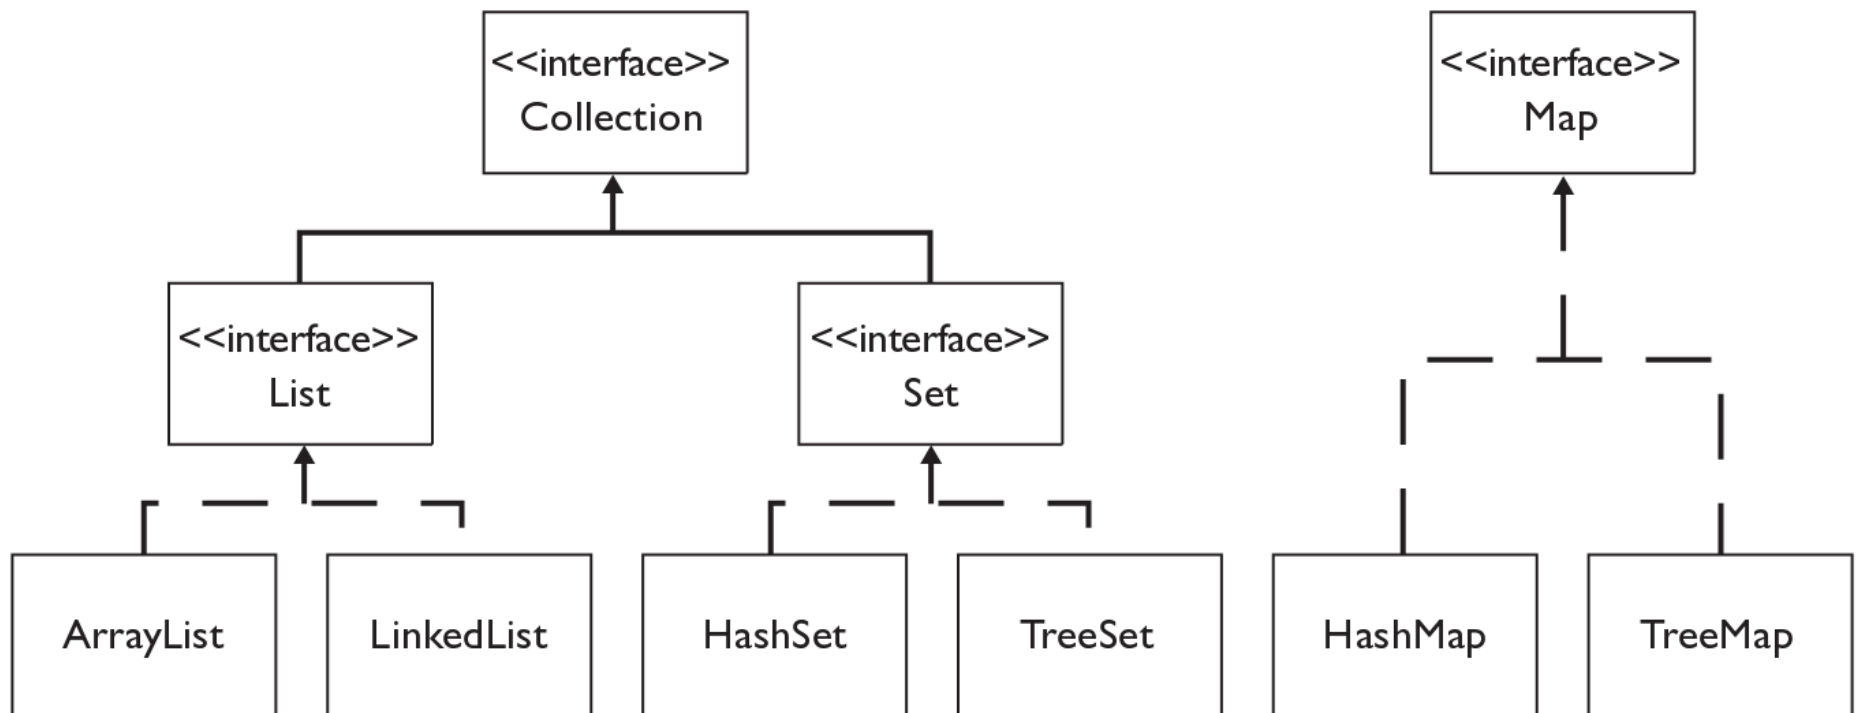 <<interface>>
Collection
<<interface>>
Map
<<interface>>
List
<<interface>>
Set
ArrayList
LinkedList
HashSet
TreeSet
HashMap
TreeMap